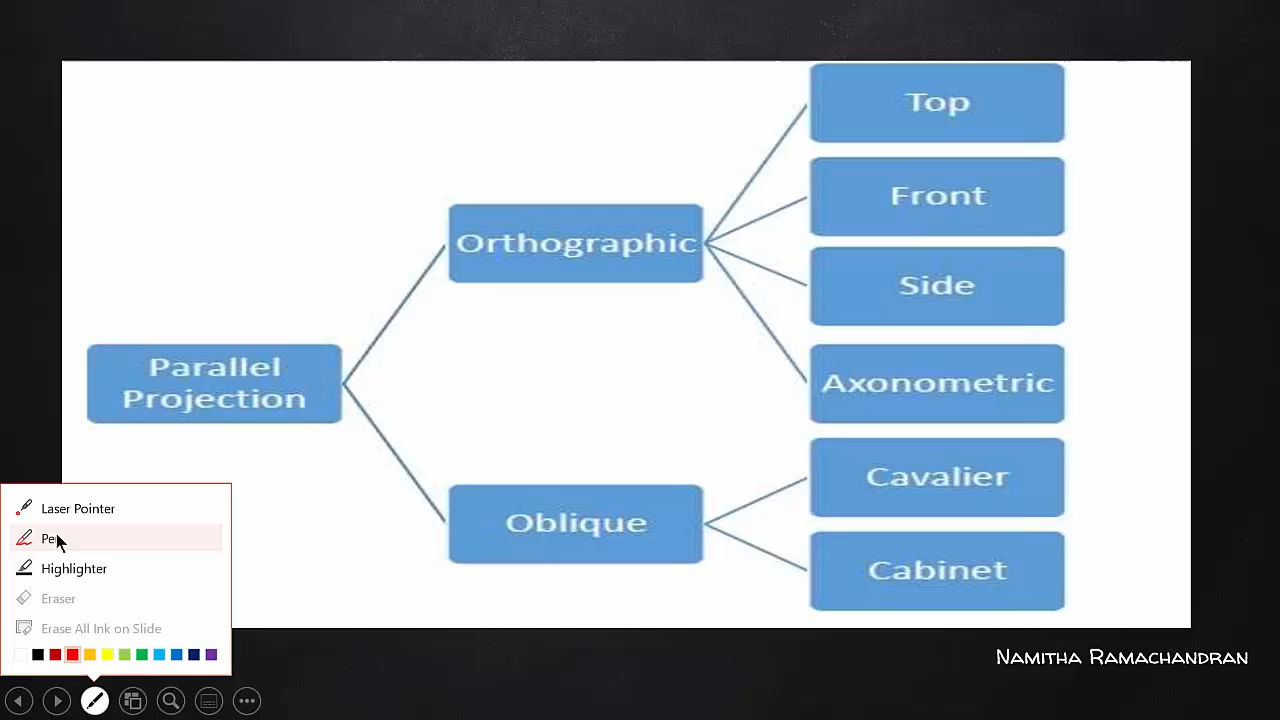 Top
Front
Orthographic
Side
Parallel
Projection
Axonometric
Cavalier
Oblique
Cabinet
Laser Pointer
Highlighter
Eraser
Erase All Ink on Slide
Namitha Ramachandran